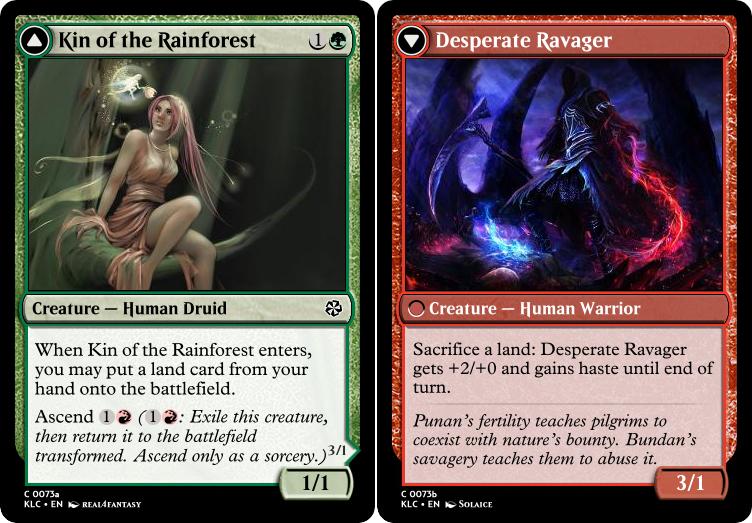 Kin of the Rainforest 1
Creature — Human Druid
When Kin of the Rainforest enters,
you may put a land card from your
hand onto the battlefield.
Ascend 1 (1 : Exile this creature,
then return it to the battlefield
transformed. Ascend only as a sorcery.)
3/1
1/1
C 0073a
KLC • EN REAL4FANTASY
Desperate Ravager
Creature — Human Warrior
Sacrifice a land: Desperate Ravager
gets +2/+0 and gains haste until end of
turn.
Punan's fertility teaches pilgrims to
coexist with nature's bounty. Bundan's
savagery teaches them to abuse it.
3/1
C 0073b
KLC • EN SOLAICE